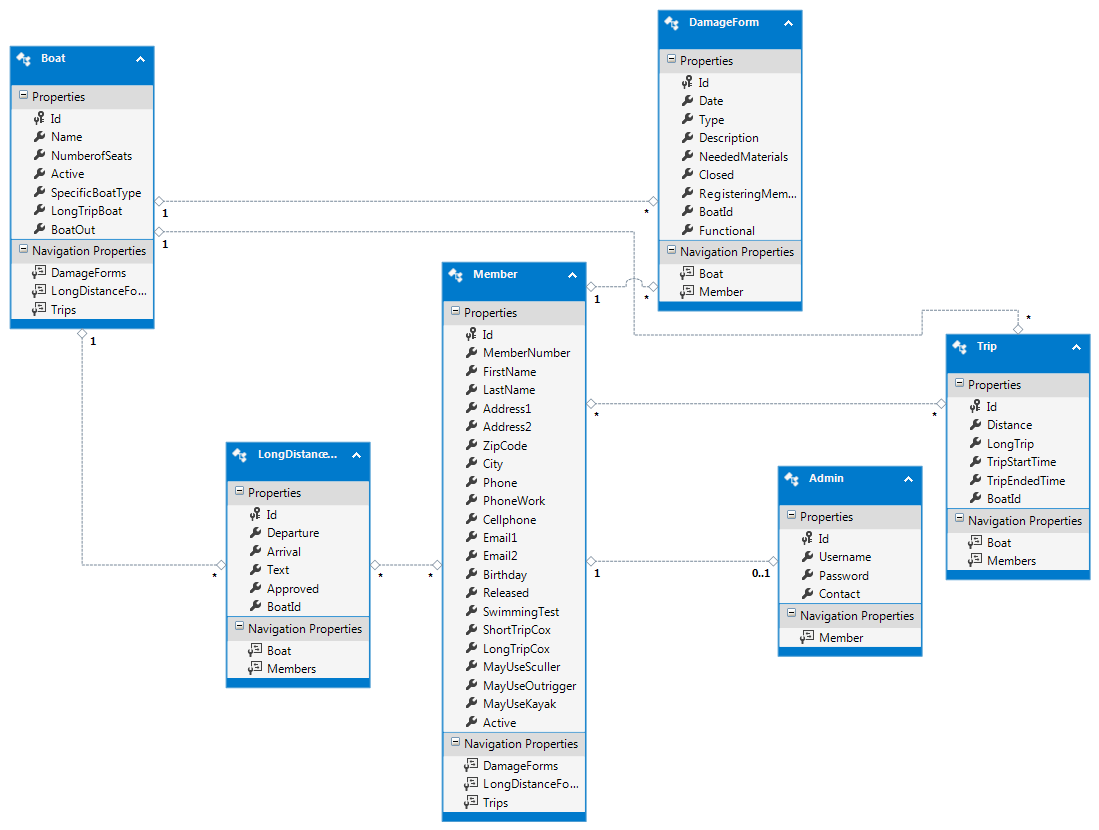 Boat
Properties
Id
Name
NumberofSeats
Active
SpecificBoatType
LongTripBoat
BoatOut
Navigation Properties
DamageForms
LongDistanceFo...
Trips
1
1
1
DamageForm
Properties
Id
Date
Type
Description
NeededMaterials
Closed
RegisteringMem...
BoatId
Functional
Navigation Properties
Boat
Member
*
*
Member
Properties
Id
MemberNumber
FirstName
LastName
Address1
Address2
ZipCode
City
Phone
PhoneWork
Cellphone
Email1
Email2
Birthday
Released
SwimmingTest
ShortTripCox
LongTripCox
MayUseSculler
MayUseOutrigger
MayUseKayak
Active
Navigation Properties
DamageForms
LongDistanceFo...
Trips
1
*
1
*
Trip
Properties
Id
Distance
LongTrip
TripStartTime
TripEndedTime
BoatId
Navigation Properties
Boat
Members
*
*
LongDistance...
Properties
Id
Departure
Arrival
Text
Approved
BoatId
Navigation Properties
Boat
Members
*
*
Admin
Properties
Id
Username
Password
Contact
Navigation Properties
Member
0..1